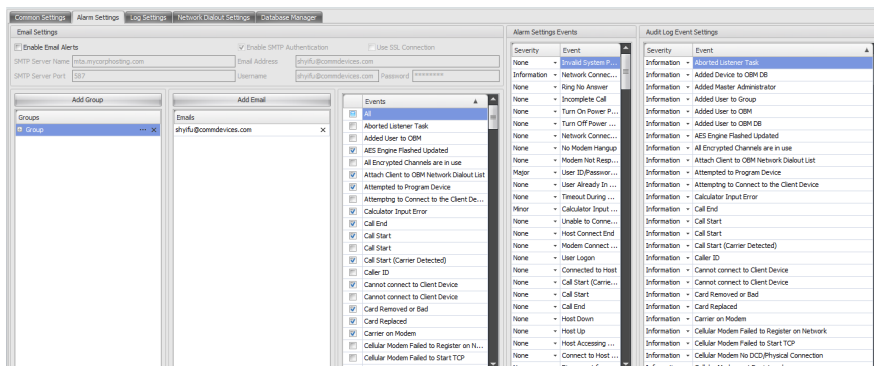 Common Settings Alarm Settings Log Settings Network Dialout Settings Database Manager
Email Settings
Enable Email Alerts Enable SMTP Authentication Use SSL Connection
SMTP Server Name mta.mycorphosting.com Email Address shyifu@commdevices.com
SMTP Server Port 587 Username shyifu@commdevices.com Password ********
Add Group
Groups
Group ... X
Add Email
Emails
shyifu@commdevices.com X
Events
All
Aborted Listener Task
Added User to OBM
AES Engine Flashed Updated
All Encrypted Channels are in use
Attach Client to OBM Network Dialout List
Attempted to Program Device
Attemptng to Connect to the Client De...
Calculator Input Error
Call End
Call Start
Call Start
Call Start (Carrier Detected)
Caller ID
Cannot connect to Client Device
Cannot connect to Client Device
Card Removed or Bad
Card Replaced
Carrier on Modem
Cellular Modem Failed to Register on N...
Cellular Modem Failed to Start TCP
Alarm Settings Events
Severity Event
None Invalid System P...
Information Network Connec...
None Ring No Answer
None Incomplete Call
None Turn On Power P...
None Turn Off Power ...
None Network Connec...
None No Modem Hangup
None Modem Not Resp...
Major User ID/Passwor...
None User Already In ...
None Timeout During ...
Minor Calculator Input ...
None Unable to Conne...
None Host Connect End
None Modem Connect ...
None User Logon
None Connected to Host
None Call Start (Carrie...
None Call Start
None Call End
None Host Down
None Host Up
None Host Accessing ...
None Connect to Host ...
Audit Log Event Settings
Severity Event
Information Aborted Listener Task
Information Added Device to OBM DB
Information Added Master Administrator
Information Added User to Group
Information Added User to OBM
Information Added User to OBM DB
Information AES Engine Flashed Updated
Information All Encrypted Channels are in use
Information Attach Client to OBM Network Dialout List
Information Attempted to Program Device
Information Attemptng to Connect to the Client Device
Information Calculator Input Error
Information Call End
Information Call Start
Information Call Start
Information Call Start (Carrier Detected)
Information Caller ID
Information Cannot connect to Client Device
Information Cannot connect to Client Device
Information Card Removed or Bad
Information Card Replaced
Information Carrier on Modem
Information Cellular Modem Failed to Register on Network
Information Cellular Modem Failed to Start TCP
Information Cellular Modem No DCD/Physical Connection